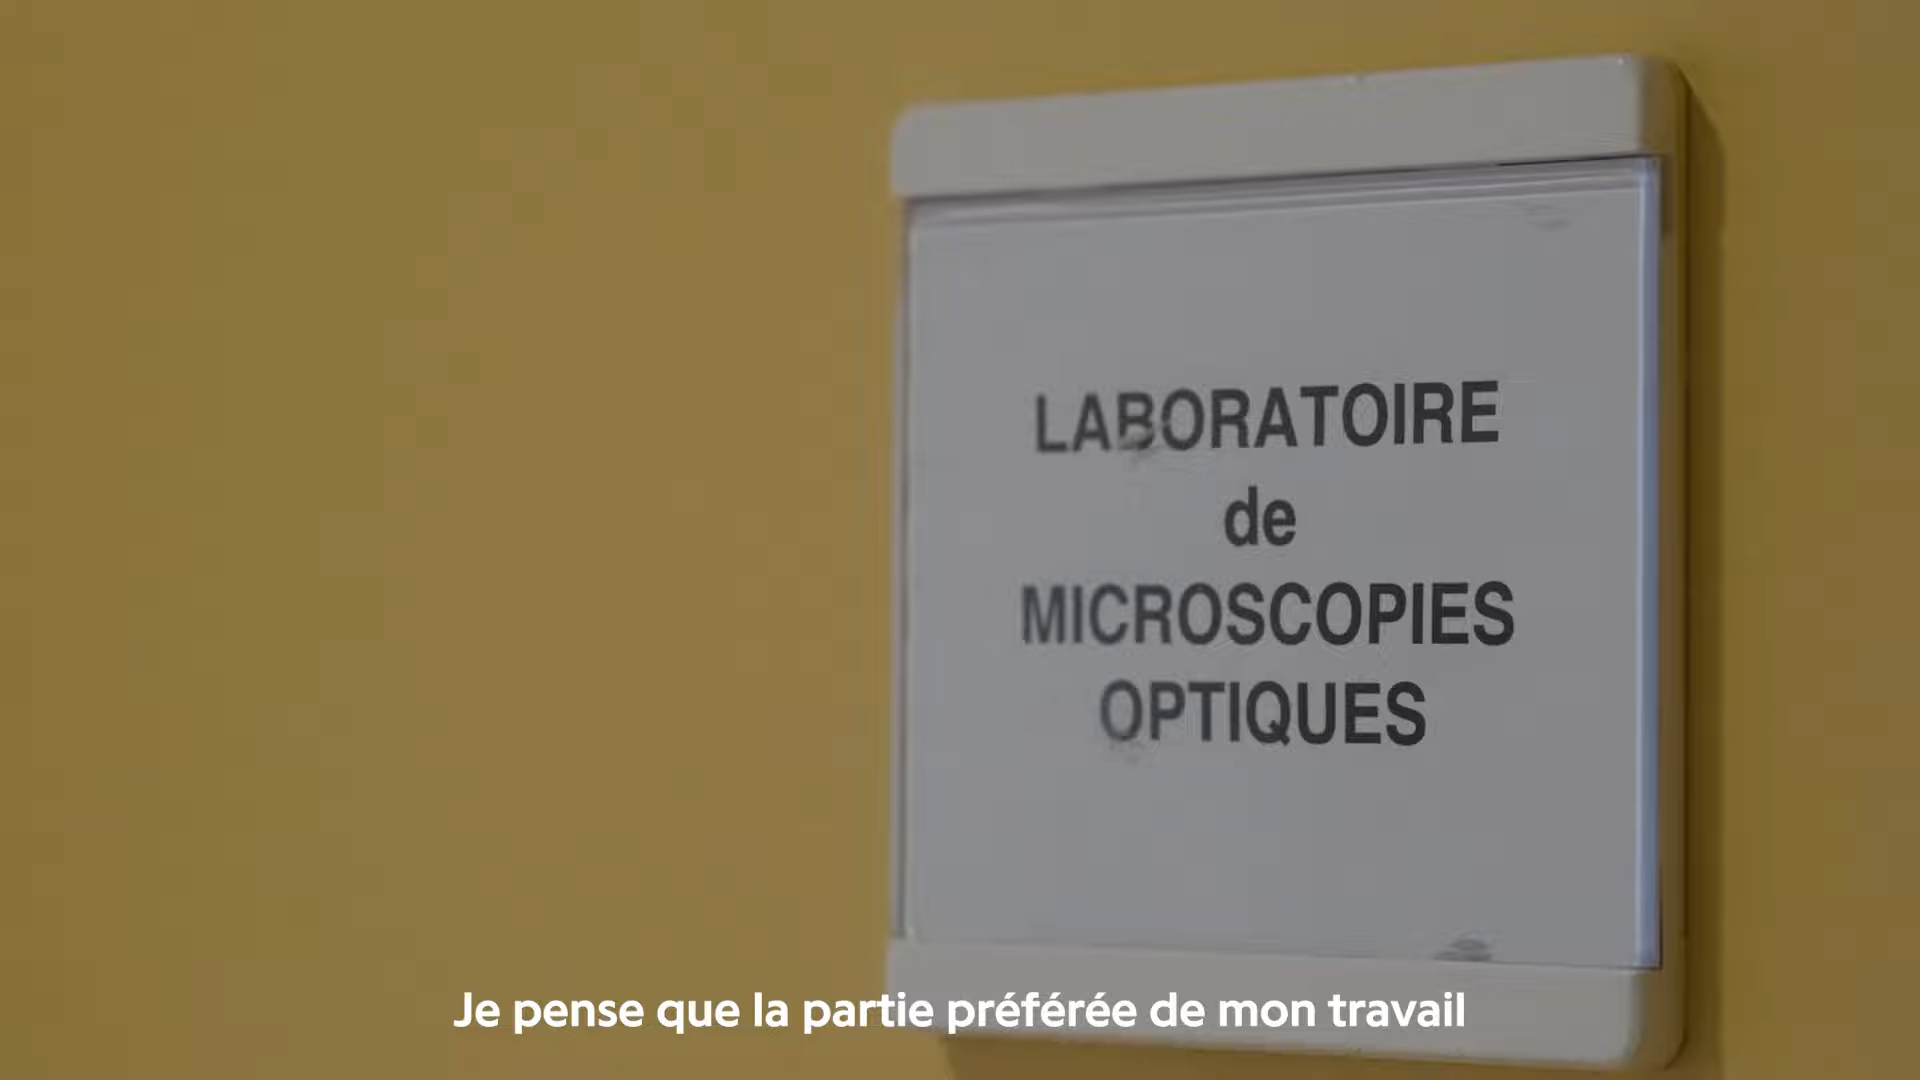 LABORATOIRE
de
MICROSCOPIES
OPTIQUES
Je pense que la partie préférée de mon travail